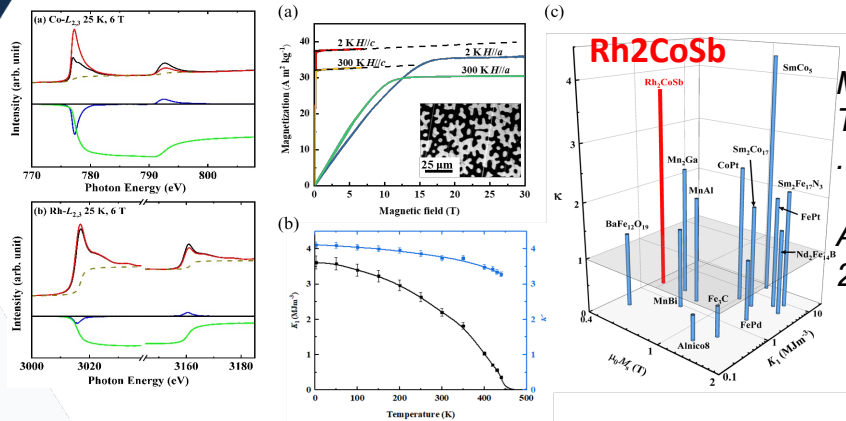 (a) Co-L2,3 25 K, 6 T
Intensity (arb. unit)
770 780 790 800
Photon Energy (eV)
(b) Rh-L2,3 25 K, 6 T
Intensity (arb. unit)
3000 3020 3160 3180
Photon Energy (eV)
(a)
Magnetization (A m² kg⁻¹)
50
40
30
20
10
0
2 K H//c
300 K H//c
2 K H//a
300 K H//a
25 μm
0 5 10 15 20 25 30
Magnetic field (T)
(b)
K1 (MJm⁻³)
4
3
2
1
0
4
3
2
1
0
0 100 200 300 400 500
Temperature (K)
(c)
Rh2CoSb
Rh2CoSb
SmCo5
Mn2Ga
CoPt
Sm2Co17
Sm2Fe17N3
MnAl
FePt
BaFe12O19
Nd2Fe14B
MnBi
Fe3C
FePd
Alnico8
κ
4
3
2
1
0
0.4
1
2
μ0Ms (T)
0.1
1
10
K1 (MJm⁻³)